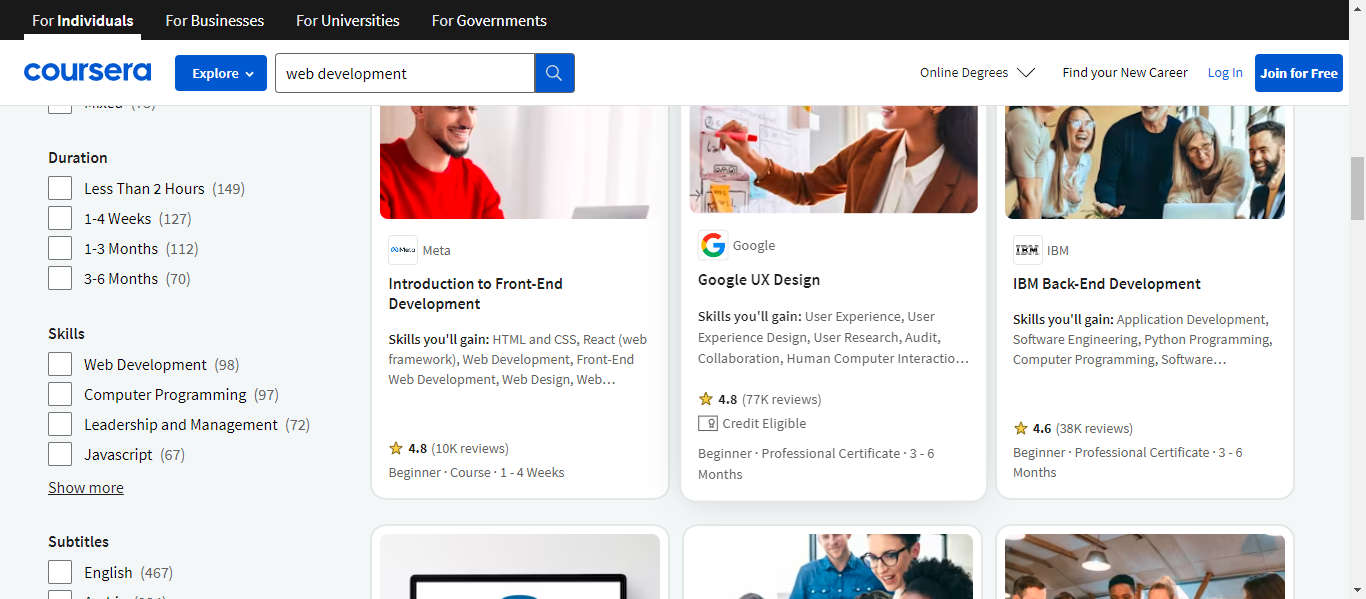 For Individuals
For Businesses
For Universities
For Governments
coursera
Explore
web development
Online Degrees
Find your New Career
Log In
Join for Free
Duration
Less Than 2 Hours (149)
1-4 Weeks (127)
1-3 Months (112)
3-6 Months (70)
Skills
Web Development (98)
Computer Programming (97)
Leadership and Management (72)
Javascript (67)
Show more
Subtitles
English (467)
Meta
Meta
Introduction to Front-End
Development
Skills you'll gain: HTML and CSS, React (web
framework), Web Development, Front-End
Web Development, Web Design, Web…
4.8 (10K reviews)
Beginner · Course · 1 - 4 Weeks
G
Google
Google UX Design
Skills you'll gain: User Experience, User
Experience Design, User Research, Audit,
Collaboration, Human Computer Interactio…
4.8 (77K reviews)
Credit Eligible
Beginner · Professional Certificate · 3 - 6
Months
IBM
IBM
IBM Back-End Development
Skills you'll gain: Application Development,
Software Engineering, Python Programming,
Computer Programming, Software…
4.6 (38K reviews)
Beginner · Professional Certificate · 3 - 6
Months